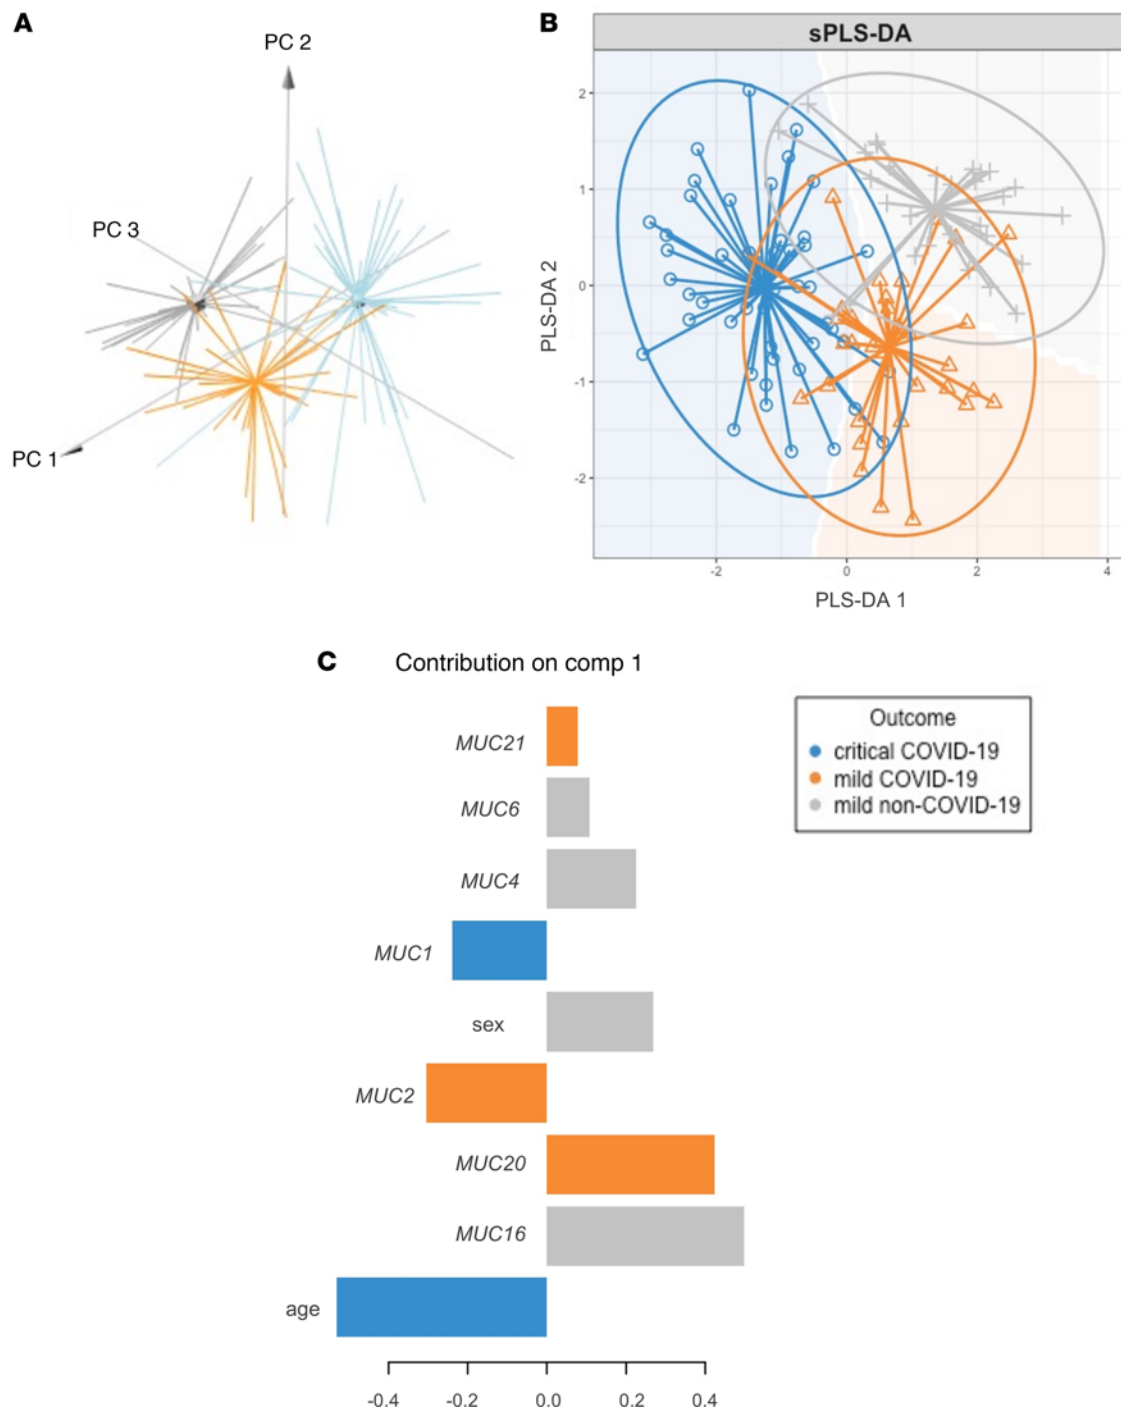 A
PC 2
PC 3
PC 1
B
sPLS-DA
PLS-DA 2
2
1
0
-1
-2
-2
0
2
4
PLS-DA 1
C
Contribution on comp 1
MUC21
MUC6
MUC4
MUC1
sex
MUC2
MUC20
MUC16
age
-0.4
-0.2
0.0
0.2
0.4
Outcome
critical COVID-19
mild COVID-19
mild non-COVID-19